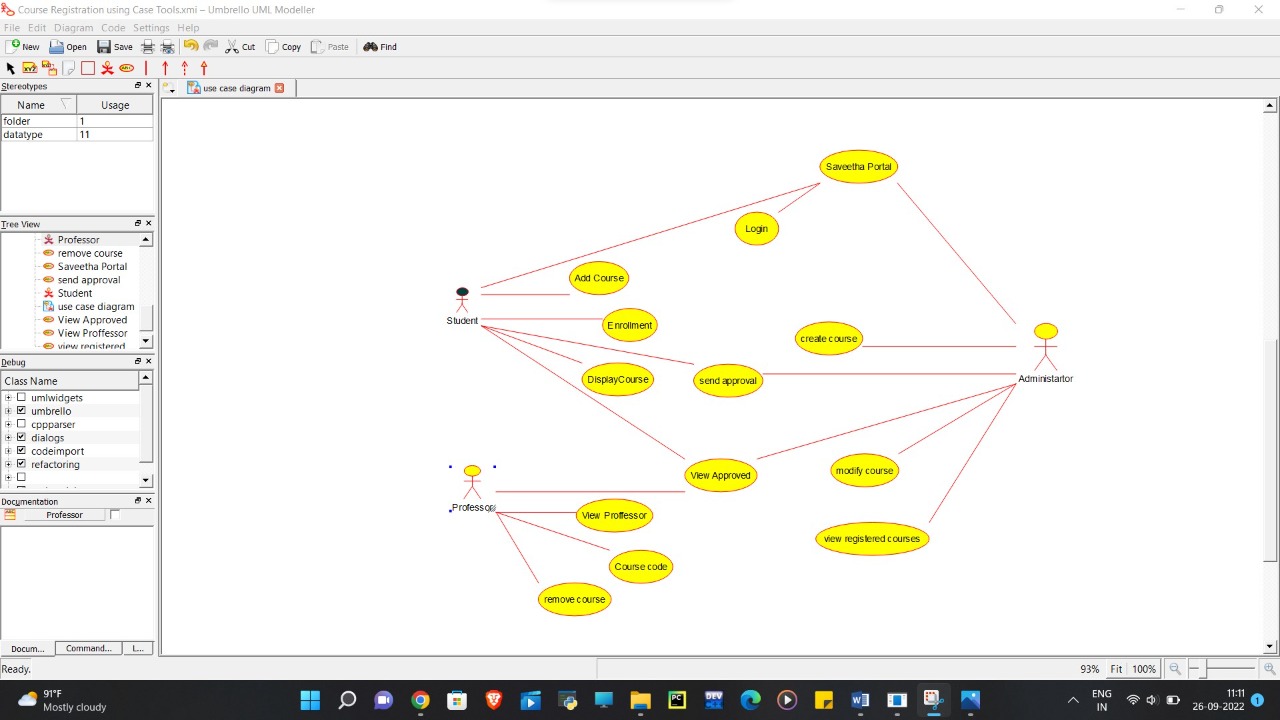 Course Registration using Case Tools.xmi – Umbrello UML Modeller
File Edit Diagram Code Settings Help
New Open Save Cut Copy Paste Find
Stereotypes
use case diagram
Name Usage
folder 1
datatype 11
Tree View
Professor
remove course
Saveetha Portal
send approval
Student
use case diagram
View Approved
View Proffessor
view registered
Debug
Class Name
umlwidgets
umbrello
cppparser
dialogs
codeimport
refactoring
Documentation
Professor
Docum... Command... L...
Saveetha Portal
Login
Add Course
Student
Enrollment
create course
DisplayCourse
send approval
Administartor
View Approved
modify course
Professor
View Proffessor
view registered courses
Course code
remove course
Ready.
93% Fit 100%
91°F
Mostly cloudy
ENG
IN
11:11
26-09-2022
1